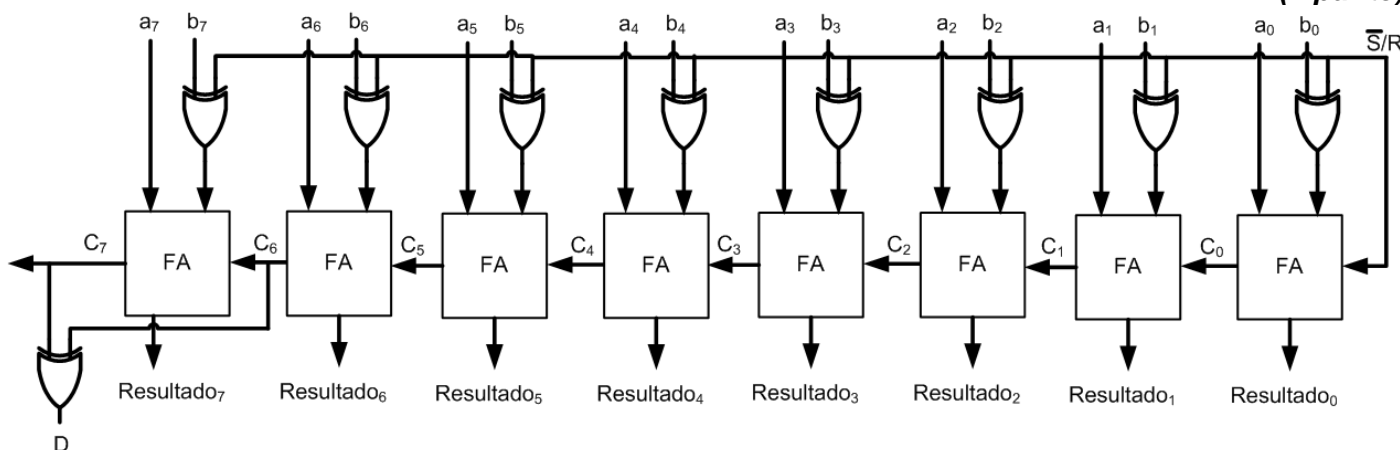 a₇ b₇ a₆ b₆ a₅ b₅ a₄ b₄ a₃ b₃ a₂ b₂ a₁ b₁ a₀ b₀ S̅/R
C₇ FA C₆ FA C₅ FA C₄ FA C₃ FA C₂ FA C₁ FA C₀ FA
Resultado₇ Resultado₆ Resultado₅ Resultado₄ Resultado₃ Resultado₂ Resultado₁ Resultado₀
D